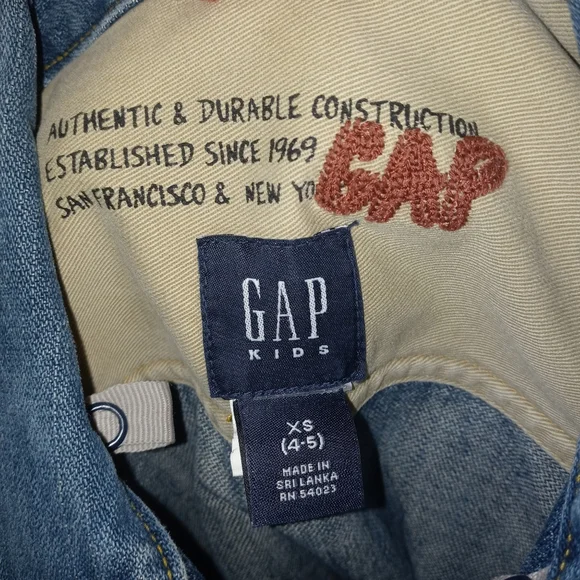 AUTHENTIC & DURABLE CONSTRUCTION
ESTABLISHED SINCE 1969
SAN FRANCISCO & NEW YO
GAP
GAP
KIDS
XS
(4-5)
MADE IN
SRI LANKA
RN 54023